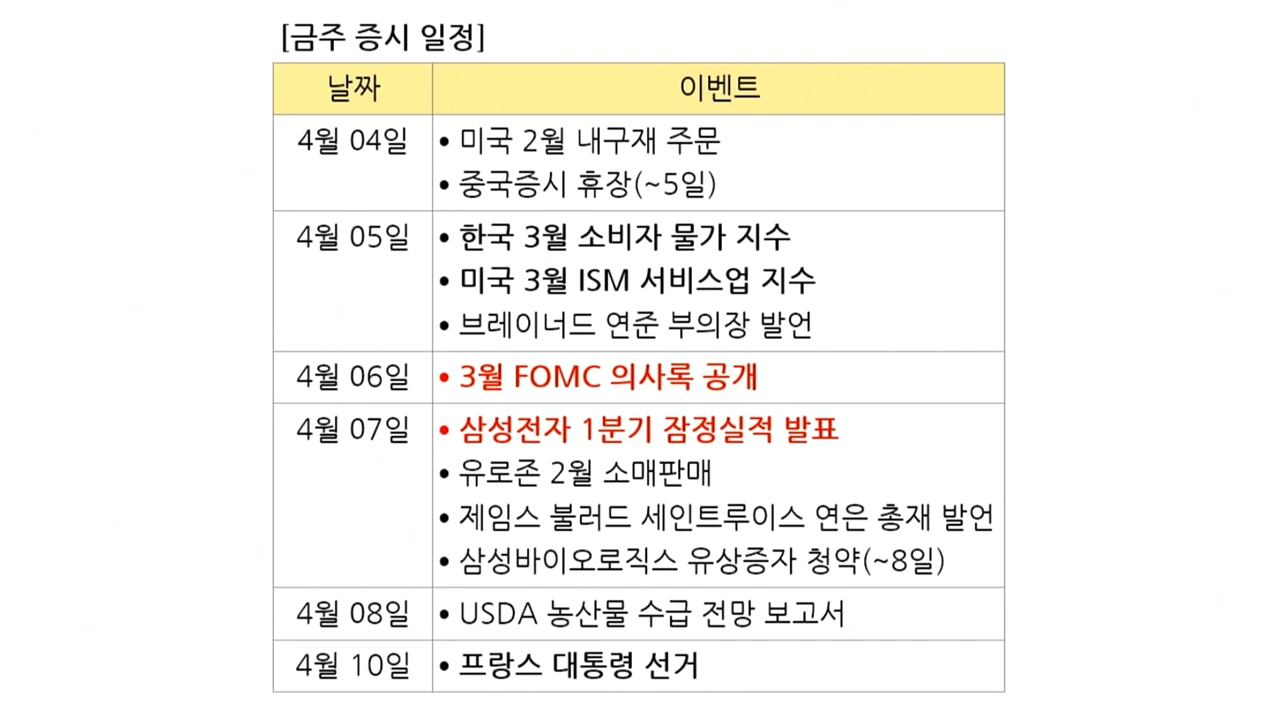 [금주 증시 일정]
날짜 이벤트
4월 04일 • 미국 2월 내구재 주문
• 중국증시 휴장(~5일)
4월 05일 • 한국 3월 소비자 물가 지수
• 미국 3월 ISM 서비스업 지수
• 브레이너드 연준 부의장 발언
4월 06일 • 3월 FOMC 의사록 공개
4월 07일 • 삼성전자 1분기 잠정실적 발표
• 유로존 2월 소매판매
• 제임스 불러드 세인트루이스 연은 총재 발언
• 삼성바이오로직스 유상증자 청약(~8일)
4월 08일 • USDA 농산물 수급 전망 보고서
4월 10일 • 프랑스 대통령 선거